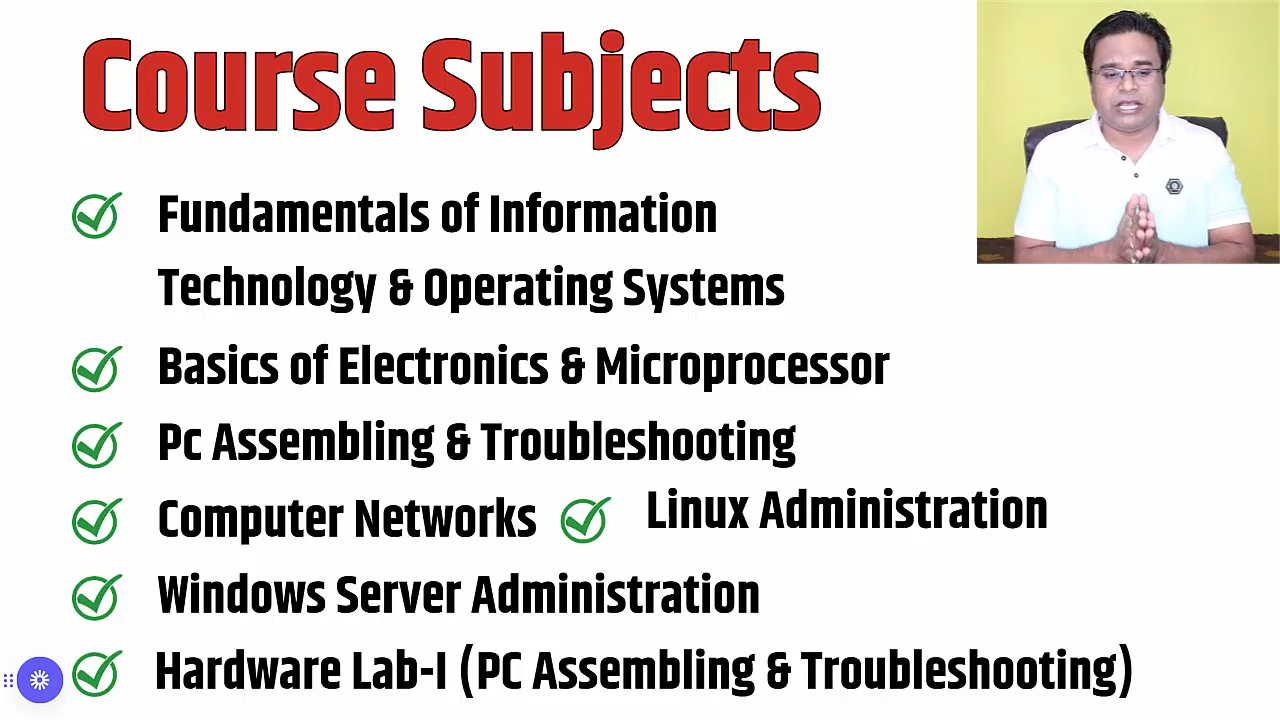 Course Subjects
Fundamentals of Information
Technology & Operating Systems
Basics of Electronics & Microprocessor
Pc Assembling & Troubleshooting
Computer Networks Linux Administration
Windows Server Administration
Hardware Lab-I (PC Assembling & Troubleshooting)